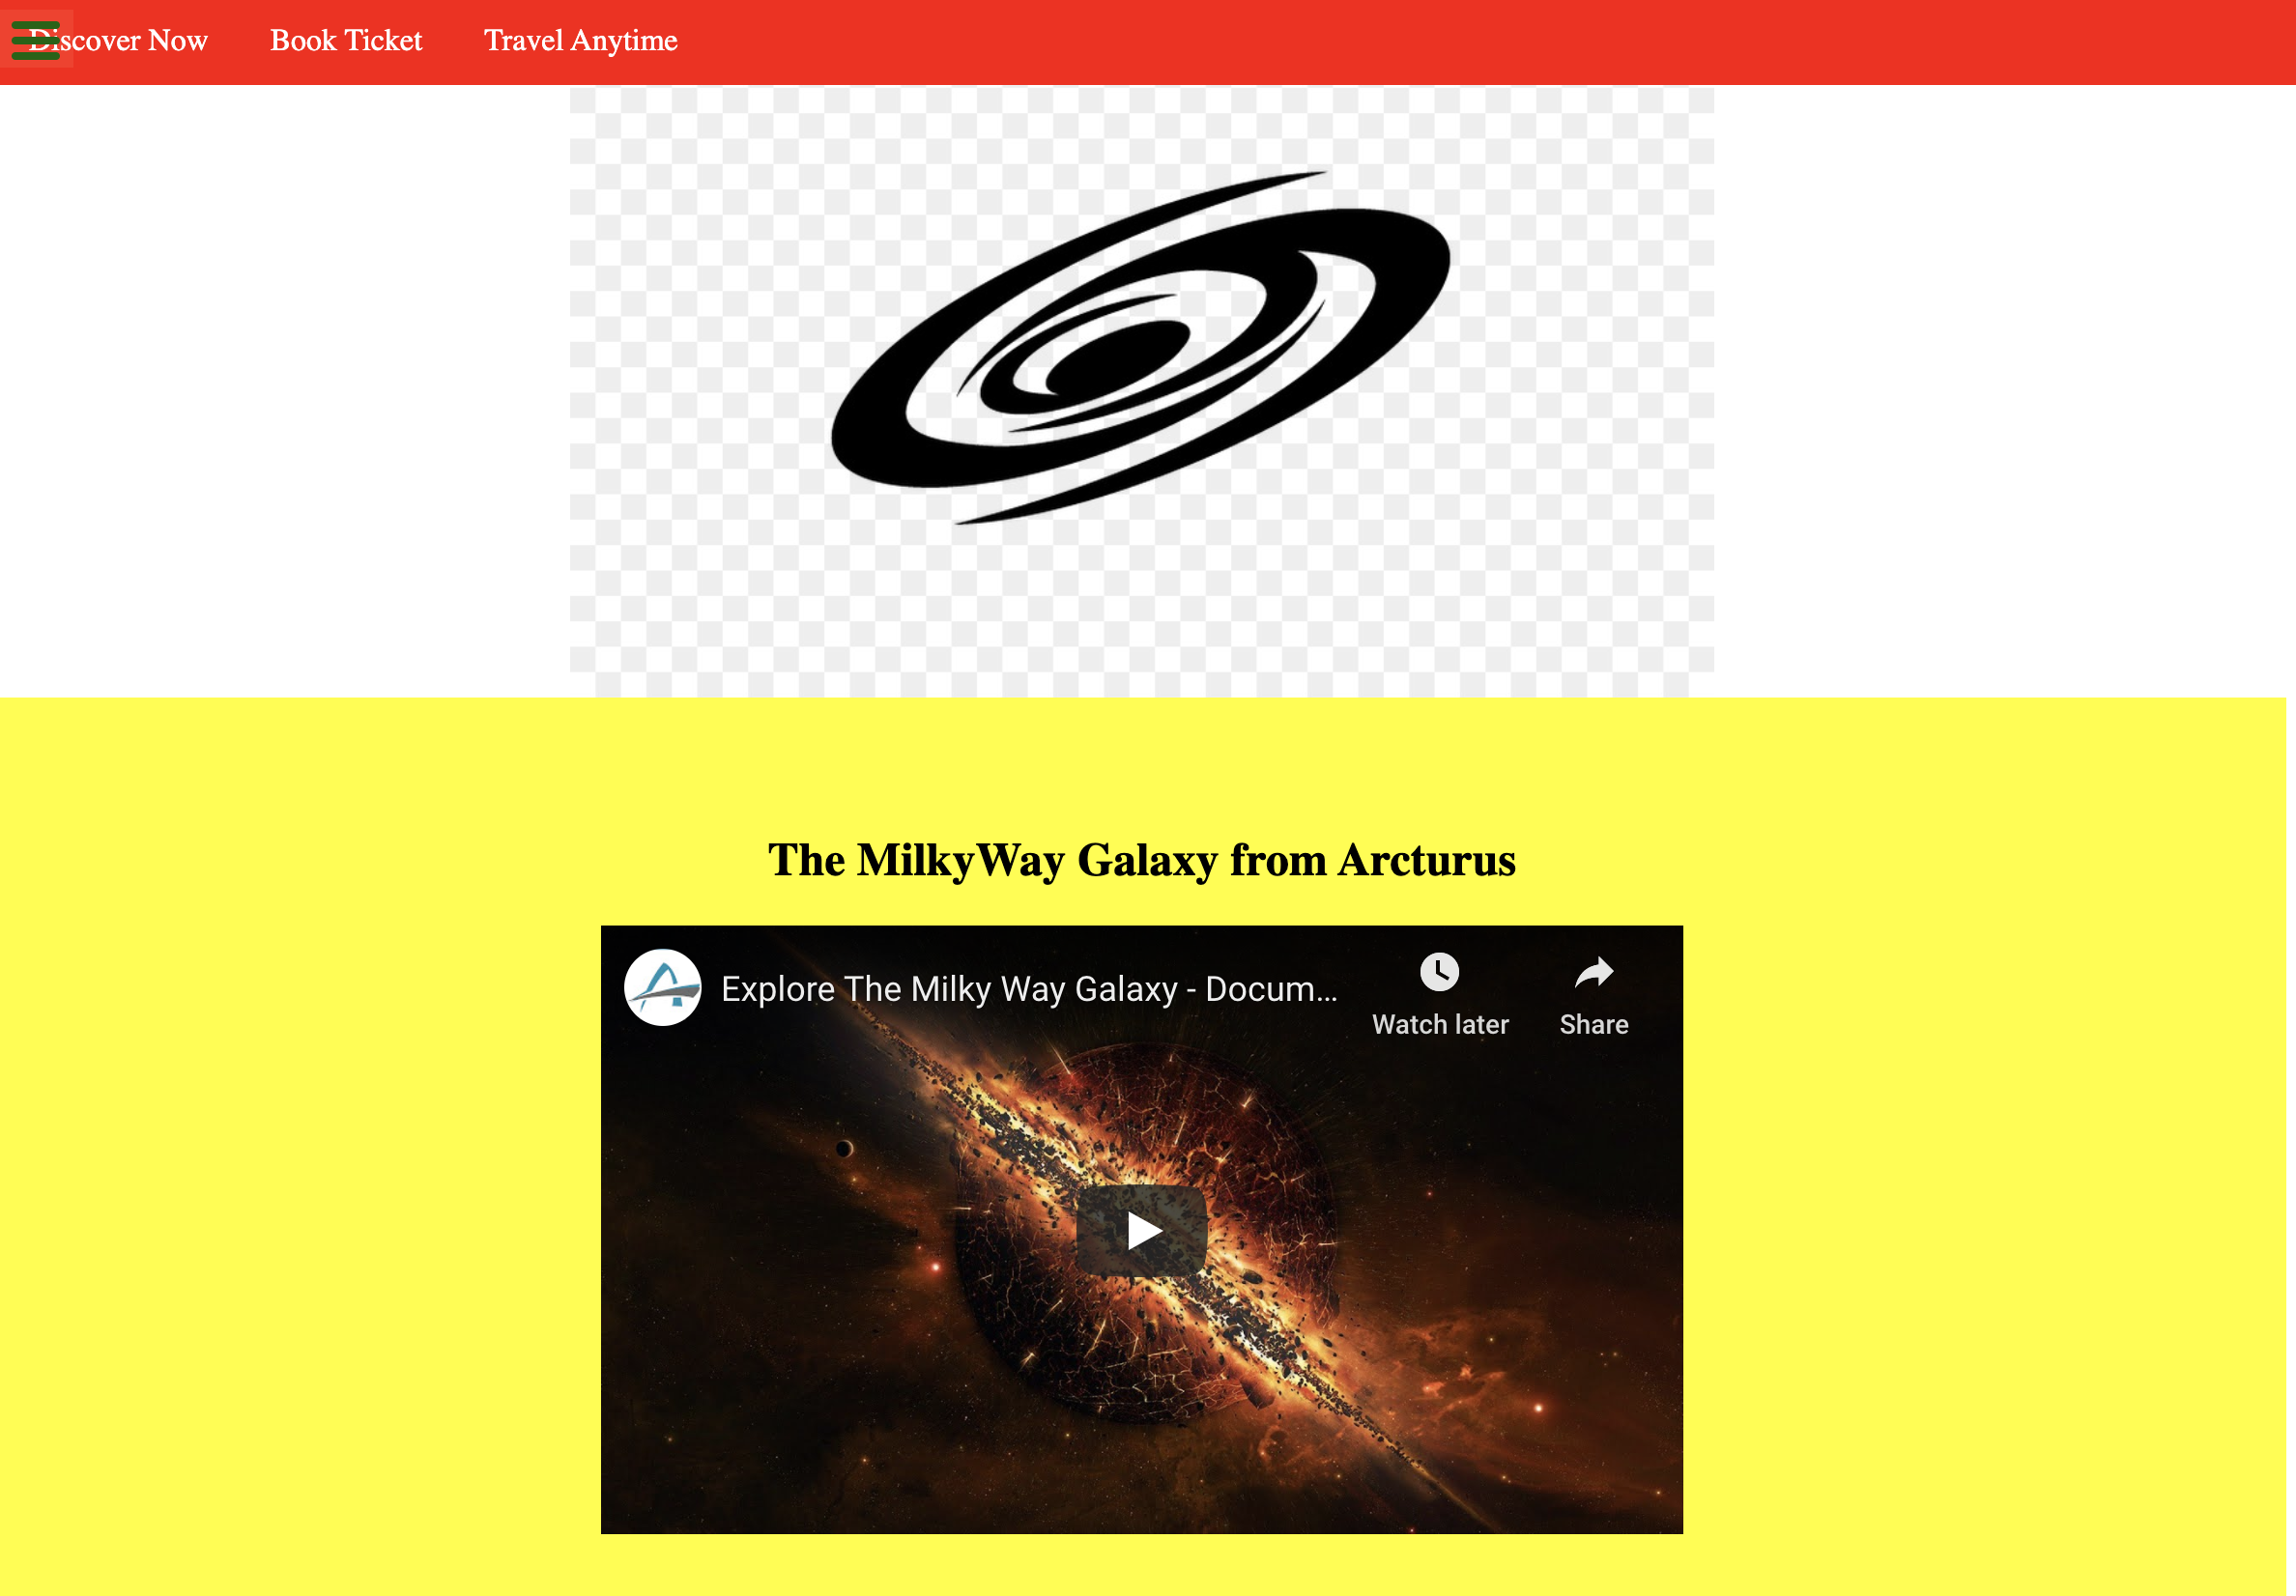 Discover Now Book Ticket Travel Anytime
The MilkyWay Galaxy from Arcturus
Explore The Milky Way Galaxy - Docum...
Watch later Share